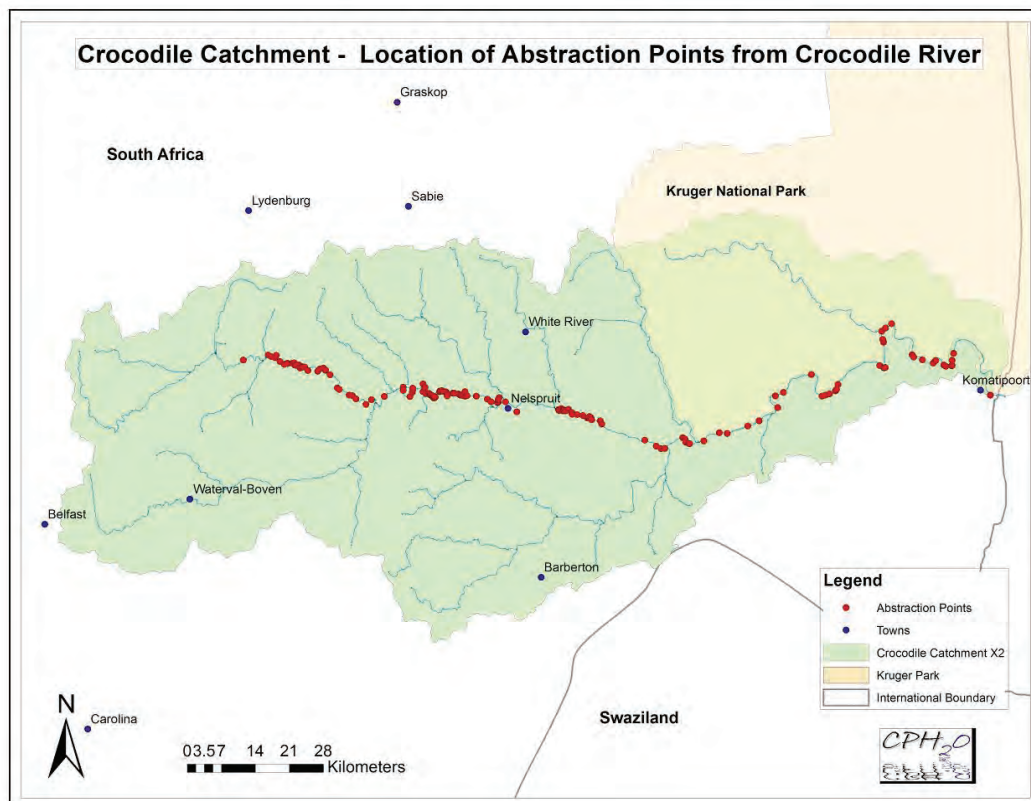 Crocodile Catchment - Location of Abstraction Points from Crocodile River
Graskop
South Africa
Kruger National Park
Lydenburg
Sabie
White River
Komatipoort
Nelspruit
Waterval-Boven
Belfast
Barberton
Legend
Abstraction Points
Towns
Crocodile Catchment X2
Kruger Park
International Boundary
N
Carolina
Swaziland
03.57 14 21 28
Kilometers
CPH2O